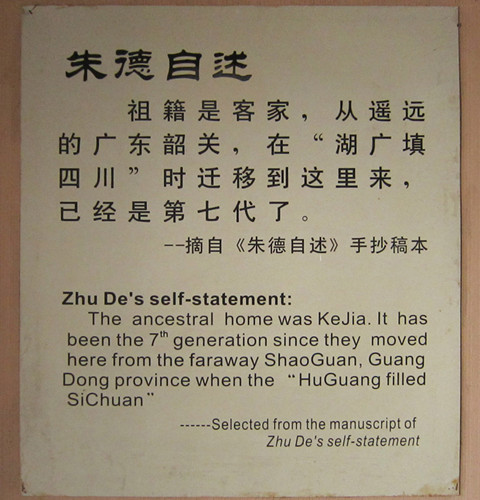 朱德自述
祖籍是客家，从遥远
的广东韶关，在“湖广填
四川”时迁移到这里来，
已经是第七代了。
--摘自《朱德自述》手抄稿本
Zhu De's self-statement:
The ancestral home was KeJia. It has
been the 7th generation since they moved
here from the faraway ShaoGuan, Guang
Dong province when the “HuGuang filled
SiChuan”
------Selected from the manuscript of
Zhu De's self-statement